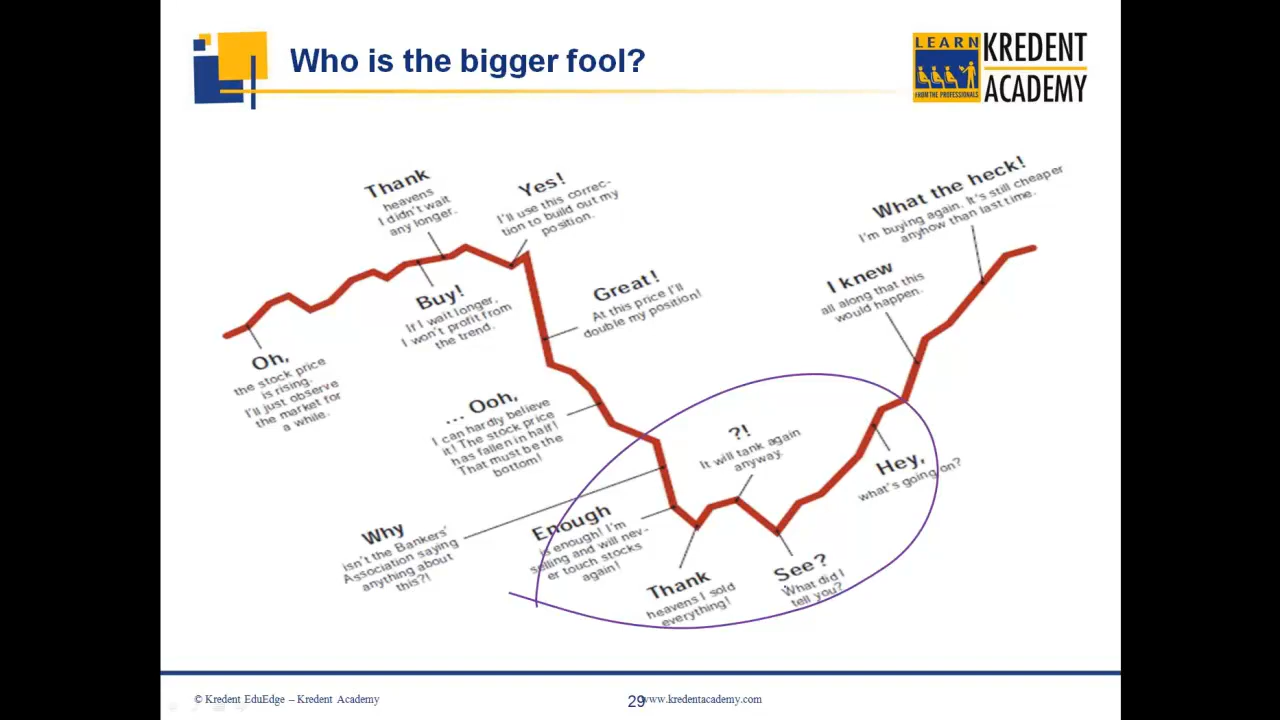 Who is the bigger fool?
LEARN
FROM THE PROFESSIONALS
KREDENT
ACADEMY
Oh,
the stock price
is rising.
I'll just observe
the market for
a while.
Thank
heavens
I didn't wait
any longer.
Buy!
If I wait longer,
I won't profit from
the trend.
Yes!
I'll use this correc-
tion to build out my
position.
Great!
At this price I'll
double my position!
... Ooh,
I can hardly believe
it! The stock price
has fallen in half!
That must be the
bottom!
Why
isn't the Bankers'
Association saying
anything about
this?!
Enough
is enough! I'm
selling and will nev-
er touch stocks
again!
Thank
heavens I sold
everything!
?!
It will tank again
anyway.
See?
What did I
tell you?
Hey,
what's going on?
I knew
all along that this
would happen.
What the heck!
I'm buying again. It's still cheaper
anyhow than last time.
© Kredent EduEdge – Kredent Academy
29
www.kredentacademy.com